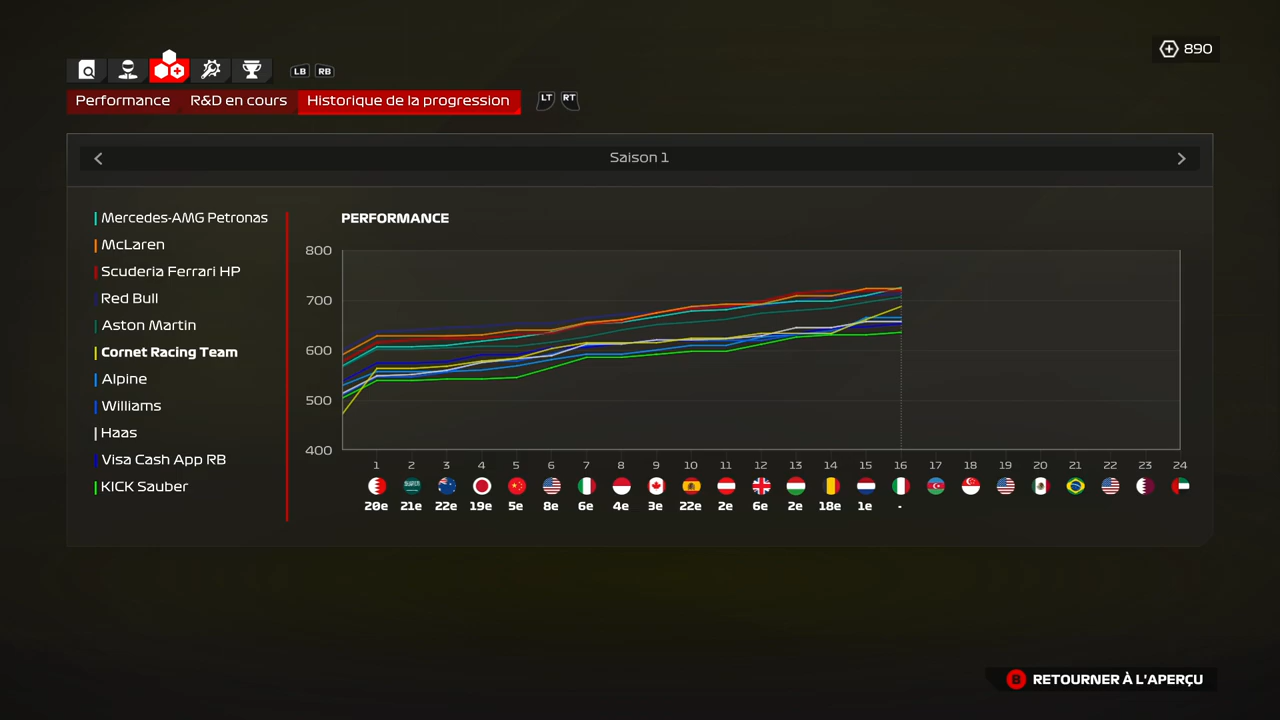 890
LB RB
Performance R&D en cours Historique de la progression LT RT
Saison 1
Mercedes-AMG Petronas
McLaren
Scuderia Ferrari HP
Red Bull
Aston Martin
Cornet Racing Team
Alpine
Williams
Haas
Visa Cash App RB
KICK Sauber
PERFORMANCE
800
700
600
500
400
1 2 3 4 5 6 7 8 9 10 11 12 13 14 15 16 17 18 19 20 21 22 23 24
20e 21e 22e 19e 5e 8e 6e 4e 3e 22e 2e 6e 2e 18e 1e -
B RETOURNER À L'APERÇU